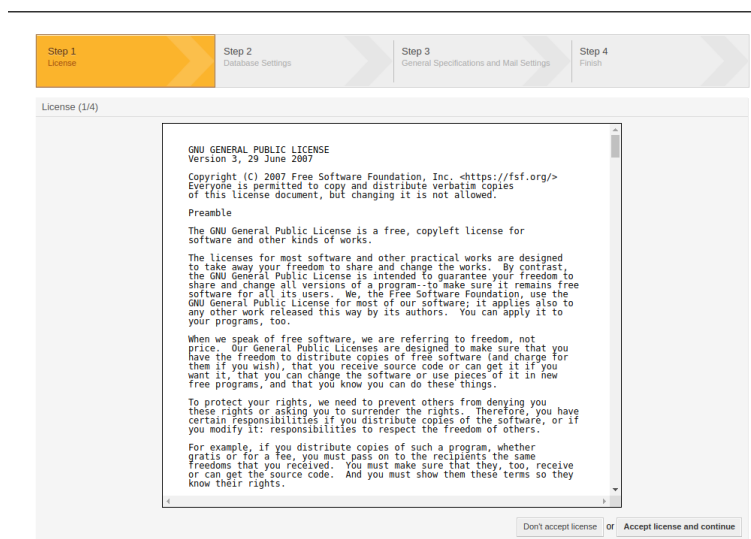 Step 1
License
Step 2
Database Settings
Step 3
General Specifications and Mail Settings
Step 4
Finish
License (1/4)
GNU GENERAL PUBLIC LICENSE
Version 3, 29 June 2007
Copyright (C) 2007 Free Software Foundation, Inc. <https://fsf.org/>
Everyone is permitted to copy and distribute verbatim copies
of this license document, but changing it is not allowed.
Preamble
The GNU General Public License is a free, copyleft license for
software and other kinds of works.
The licenses for most software and other practical works are designed
to take away your freedom to share and change the works.  By contrast,
the GNU General Public License is intended to guarantee your freedom to
share and change all versions of a program--to make sure it remains free
software for all its users.  We, the Free Software Foundation, use the
GNU General Public License for most of our software; it applies also to
any other work released this way by its authors.  You can apply it to
your programs, too.
When we speak of free software, we are referring to freedom, not
price.  Our General Public Licenses are designed to make sure that you
have the freedom to distribute copies of free software (and charge for
them if you wish), that you receive source code or can get it if you
want it, that you can change the software or use pieces of it in new
free programs, and that you know you can do these things.
To protect your rights, we need to prevent others from denying you
these rights or asking you to surrender the rights.  Therefore, you have
certain responsibilities if you distribute copies of the software, or if
you modify it: responsibilities to respect the freedom of others.
For example, if you distribute copies of such a program, whether
gratis or for a fee, you must pass on to the recipients the same
freedoms that you received.  You must make sure that they, too, receive
or can get the source code.  And you must show them these terms so they
know their rights.
Don't accept license or Accept license and continue